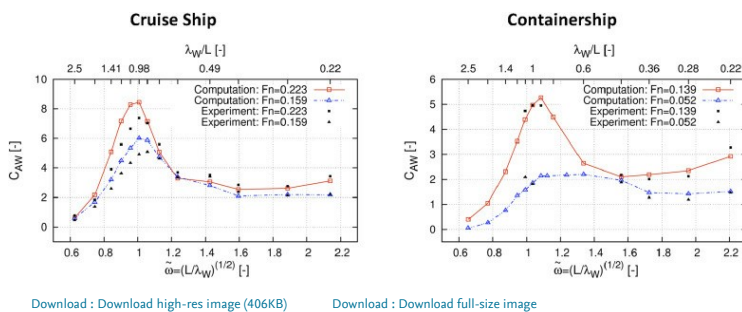 Cruise Ship
λW/L [-]
2.5 1.41 0.98 0.49 0.22
Computation: Fn=0.223
Computation: Fn=0.159
Experiment: Fn=0.223
Experiment: Fn=0.159
10
8
6
4
2
0
CAW [-]
0.6 0.8 1 1.2 1.4 1.6 1.8 2 2.2
ω̃=(L/λW)(1/2) [-]
Containership
λW/L [-]
2.5 1.4 1 0.6 0.36 0.28 0.22
Computation: Fn=0.139
Computation: Fn=0.052
Experiment: Fn=0.139
Experiment: Fn=0.052
6
5
4
3
2
1
0
CAW [-]
0.6 0.8 1 1.2 1.4 1.6 1.8 2 2.2
ω̃=(L/λW)(1/2) [-]
Download : Download high-res image (406KB) Download : Download full-size image